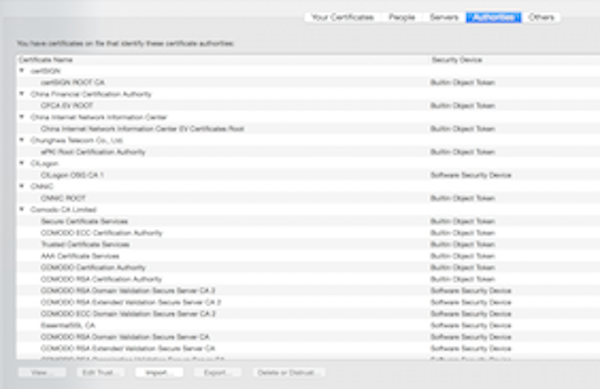 Your Certificates People Servers Authorities Others
You have certificates on file that identify these certificate authorities:
Certificate Name Security Device
certSIGN
certSIGN ROOT CA Builtin Object Token
China Financial Certification Authority
CFCA EV ROOT Builtin Object Token
China Internet Network Information Center
China Internet Network Information Center EV Certificates Root Builtin Object Token
Chunghwa Telecom Co., Ltd.
ePKI Root Certification Authority Builtin Object Token
CILogon
CILogon OSG CA 1 Software Security Device
CNNIC
CNNIC ROOT Builtin Object Token
Comodo CA Limited
Secure Certificate Services Builtin Object Token
COMODO ECC Certification Authority Builtin Object Token
Trusted Certificate Services Builtin Object Token
AAA Certificate Services Builtin Object Token
COMODO Certification Authority Builtin Object Token
COMODO RSA Certification Authority Builtin Object Token
COMODO RSA Domain Validation Secure Server CA 2 Software Security Device
COMODO RSA Extended Validation Secure Server CA 2 Software Security Device
COMODO ECC Domain Validation Secure Server CA 2 Software Security Device
EssentialSSL CA Software Security Device
COMODO RSA Domain Validation Secure Server CA Software Security Device
COMODO RSA Extended Validation Secure Server CA Software Security Device
View... Edit Trust... Import... Export... Delete or Distrust...